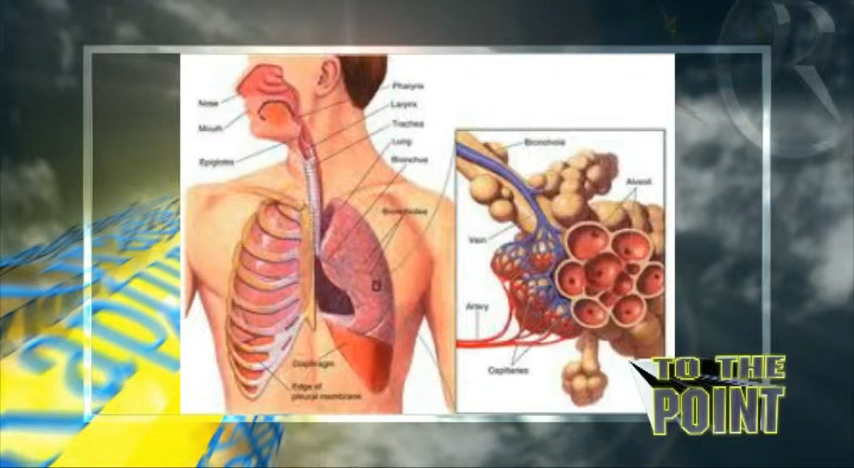 Nose
Mouth
Epiglottis
Pharynx
Larynx
Trachea
Lung
Bronchus
Bronchioles
Diaphragm
Edge of
pleural membrane
Bronchiole
Alveoli
Vein
Artery
Capillaries
TO THE
POINT